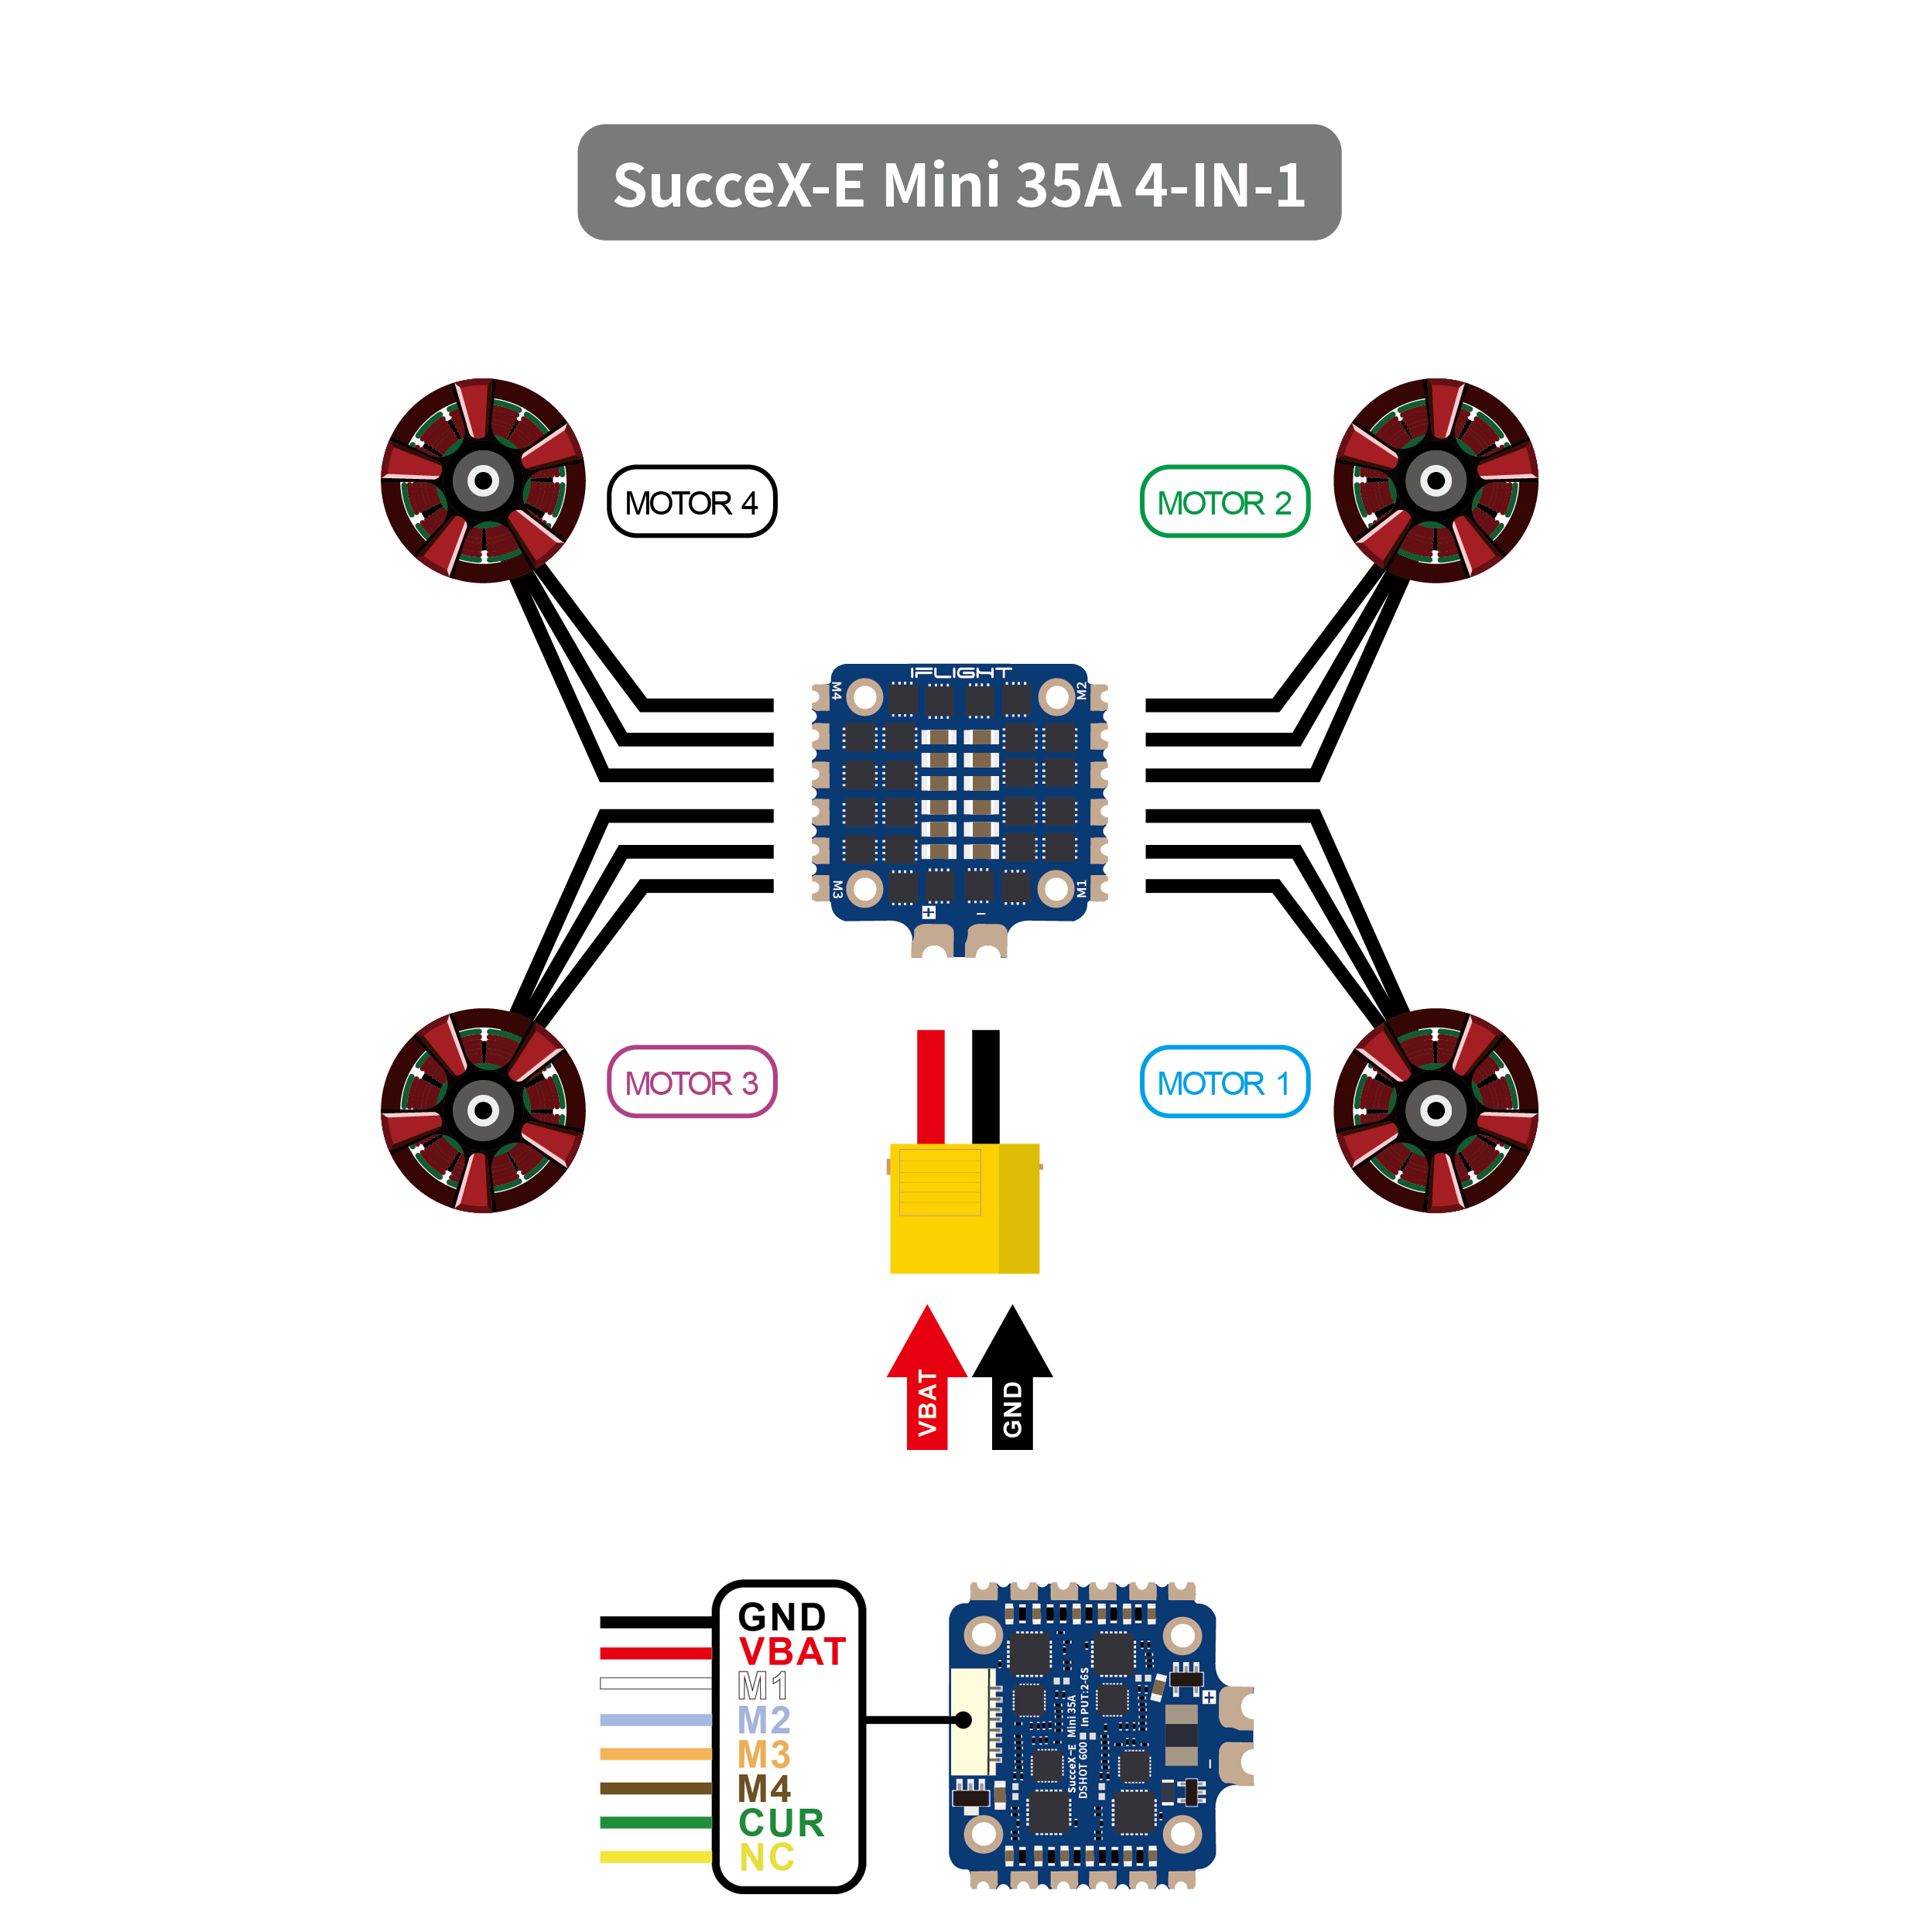 SucceX-E Mini 35A 4-IN-1
MOTOR 4
MOTOR 2
iFLIGHT
M4
M2
M3
M1
+
−
MOTOR 3
MOTOR 1
VBAT
GND
GND
VBAT
M1
M2
M3
M4
CUR
NC
SucceX-E Mini 35A
DSHOT 600 In PUT:2-6S
+
−